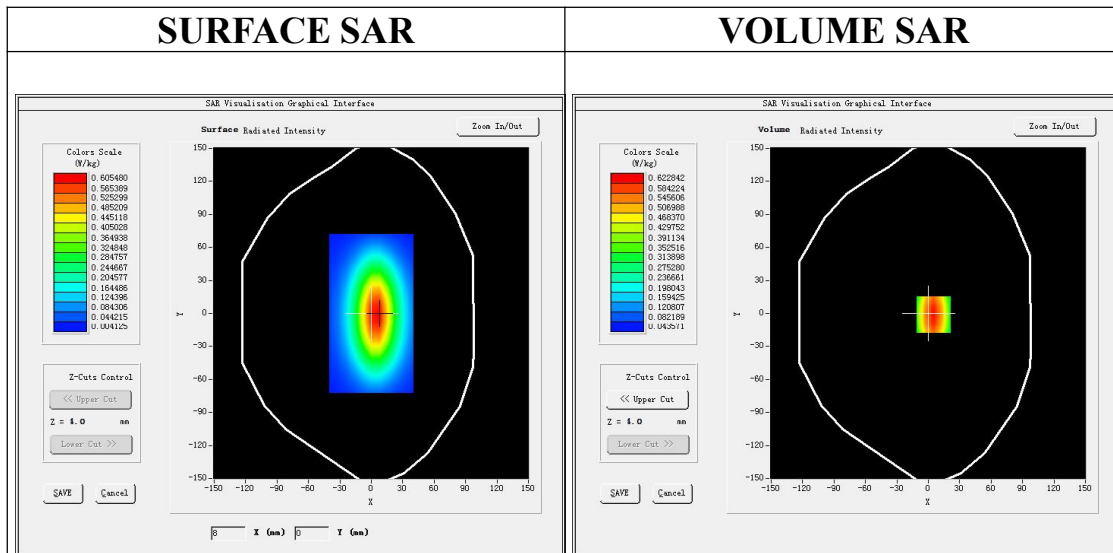 SURFACE SAR
VOLUME SAR
SAR Visualisation Graphical Interface
Surface Radiated Intensity
Zoom In/Out
Colors Scale
(W/kg)
0.605480
0.565389
0.525299
0.485209
0.445118
0.405028
0.364938
0.324848
0.284757
0.244667
0.204577
0.164486
0.124396
0.084306
0.044215
0.004125
150
90
60
30
0
-30
-60
-90
-120
-150
Y
-150 -120 -90 -60 -30 0 30 60 90 120 150
X
Z-Cuts Control
<< Upper Cut
Z = 4.0 mm
Lower Cut >>
SAVE Cancel
8 X (mm) 0 Y (mm)
SAR Visualisation Graphical Interface
Volume Radiated Intensity
Zoom In/Out
Colors Scale
(W/kg)
0.622842
0.584224
0.545606
0.506988
0.468370
0.429752
0.391134
0.352516
0.313898
0.275280
0.236661
0.198043
0.159425
0.120807
0.082189
0.043571
150
120
90
60
30
0
-30
-60
-90
-120
-150
Y
-150 -120 -90 -60 -30 0 30 60 90 120 150
X
Z-Cuts Control
<< Upper Cut
Z = 4.0 mm
Lower Cut >>
SAVE Cancel